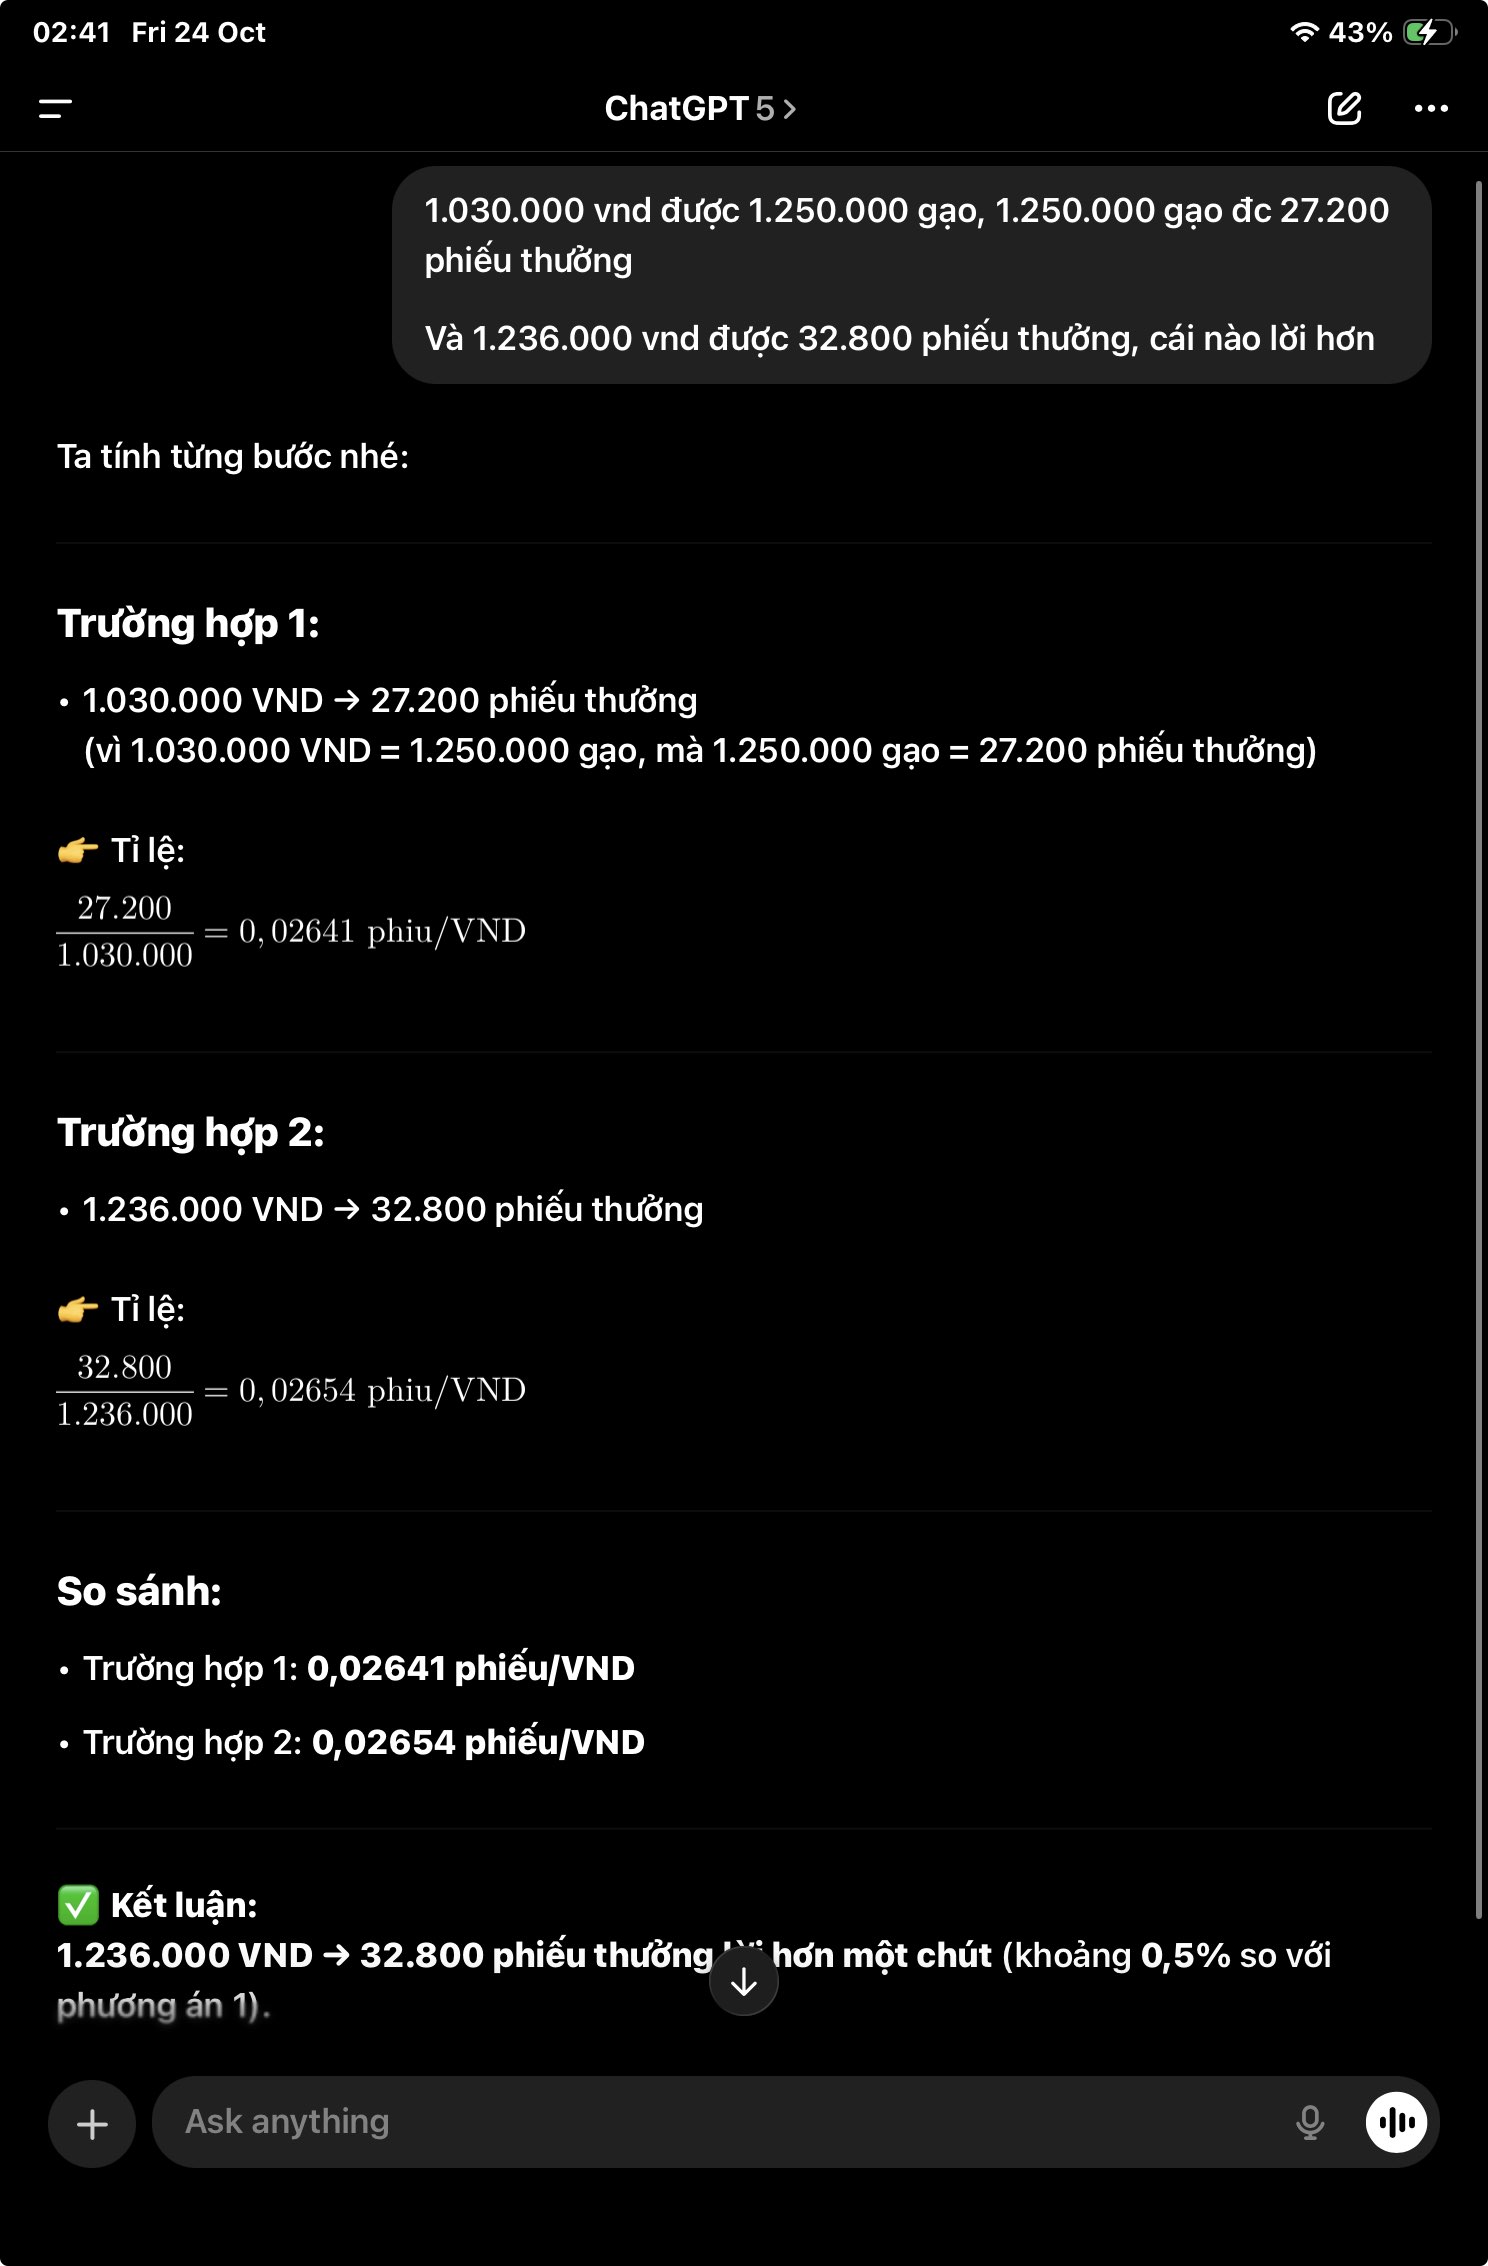 02:41 Fri 24 Oct
43%
ChatGPT 5 >
1.030.000 vnd được 1.250.000 gạo, 1.250.000 gạo đc 27.200
phiếu thưởng
Và 1.236.000 vnd được 32.800 phiếu thưởng, cái nào lời hơn
Ta tính từng bước nhé:
Trường hợp 1:
• 1.030.000 VND → 27.200 phiếu thưởng
(vì 1.030.000 VND = 1.250.000 gạo, mà 1.250.000 gạo = 27.200 phiếu thưởng)
👉 Tỉ lệ:
27.200
1.030.000
= 0,02641 phiu/VND
Trường hợp 2:
• 1.236.000 VND → 32.800 phiếu thưởng
👉 Tỉ lệ:
32.800
1.236.000
= 0,02654 phiu/VND
So sánh:
• Trường hợp 1: 0,02641 phiếu/VND
• Trường hợp 2: 0,02654 phiếu/VND
✅ Kết luận:
1.236.000 VND → 32.800 phiếu thưởng hơn một chút (khoảng 0,5% so với
phương án 1).
Ask anything